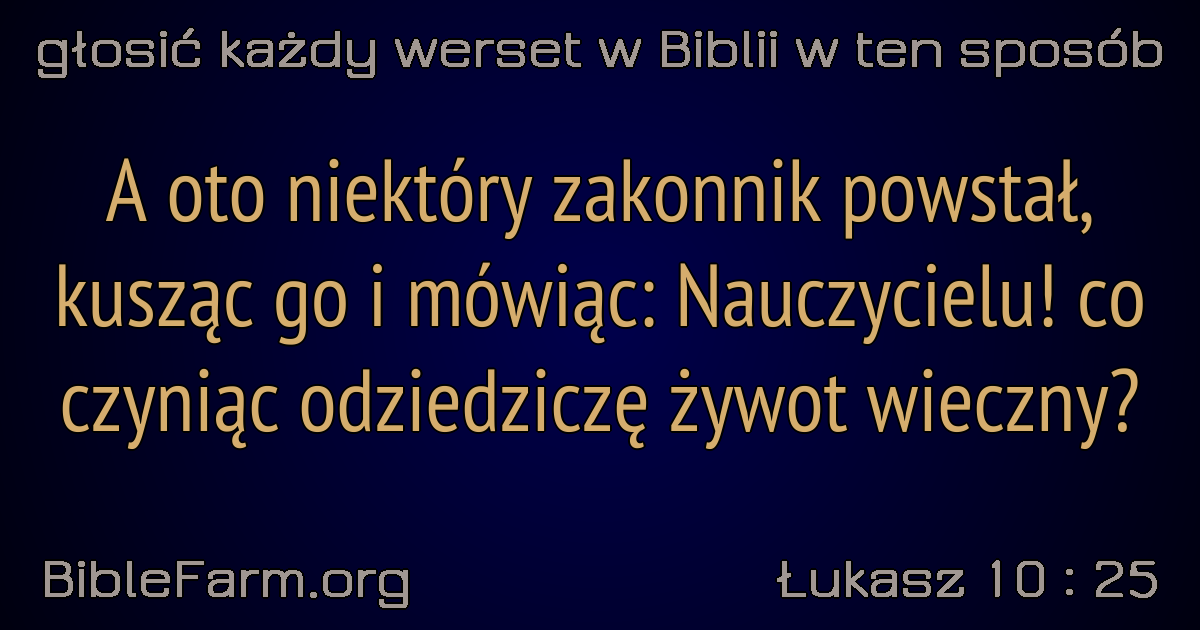 głosić każdy werset w Biblii w ten sposób
A oto niektóry zakonnik powstał,
kusząc go i mówiąc: Nauczycielu! co
czyniąc odziedziczę żywot wieczny?
BibleFarm.org
Łukasz 10 : 25